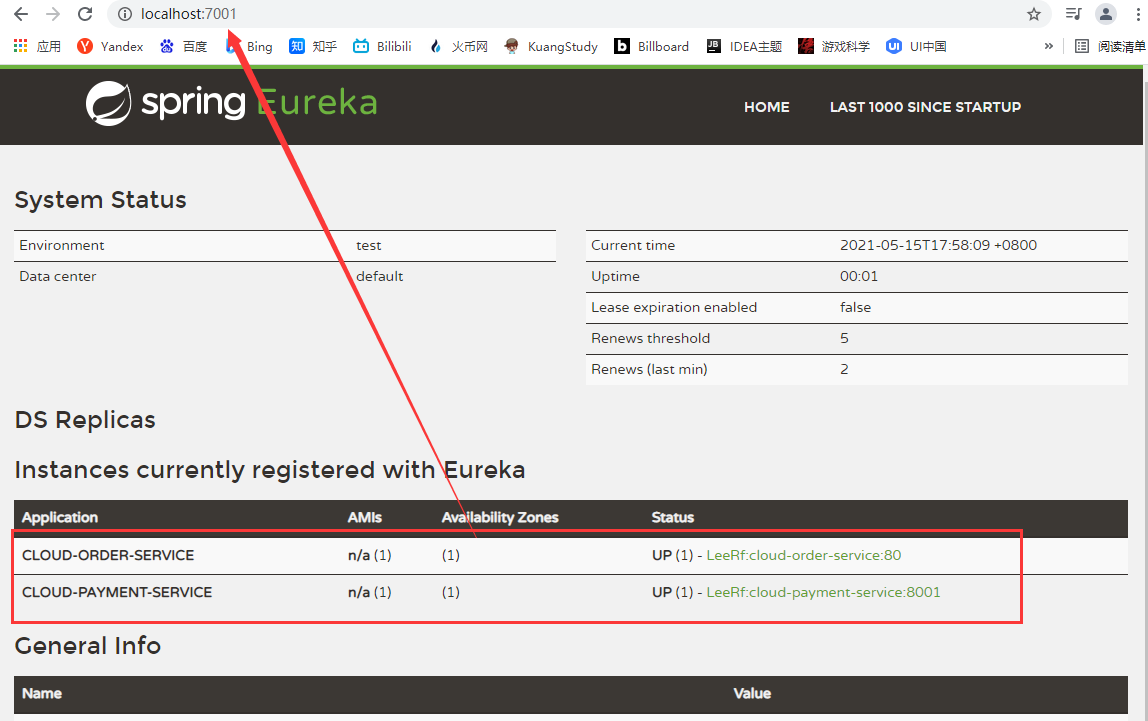 localhost:7001
应用 Yandex 百度 Bing 知乎 Bilibili 火币网 KuangStudy Billboard IDEA主题 游戏科学 UI中国 » 阅读清单
spring Eureka HOME LAST 1000 SINCE STARTUP
System Status
Environment test
Data center default
Current time 2021-05-15T17:58:09 +0800
Uptime 00:01
Lease expiration enabled false
Renews threshold 5
Renews (last min) 2
DS Replicas
Instances currently registered with Eureka
Application AMIs Availability Zones Status
CLOUD-ORDER-SERVICE n/a (1) (1) UP (1) - LeeRf:cloud-order-service:80
CLOUD-PAYMENT-SERVICE n/a (1) (1) UP (1) - LeeRf:cloud-payment-service:8001
General Info
Name Value